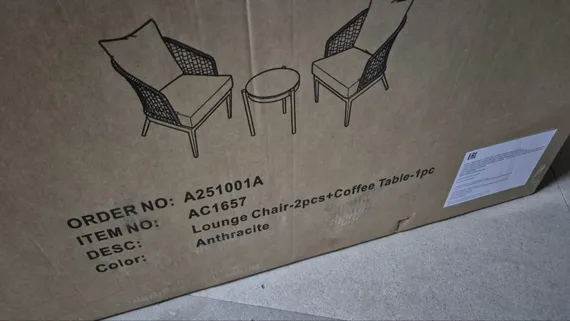 ORDER NO: A251001A
ITEM NO: AC1657
DESC: Lounge Chair-2pcs+Coffee Table-1pc
Color: Anthracite
EAC